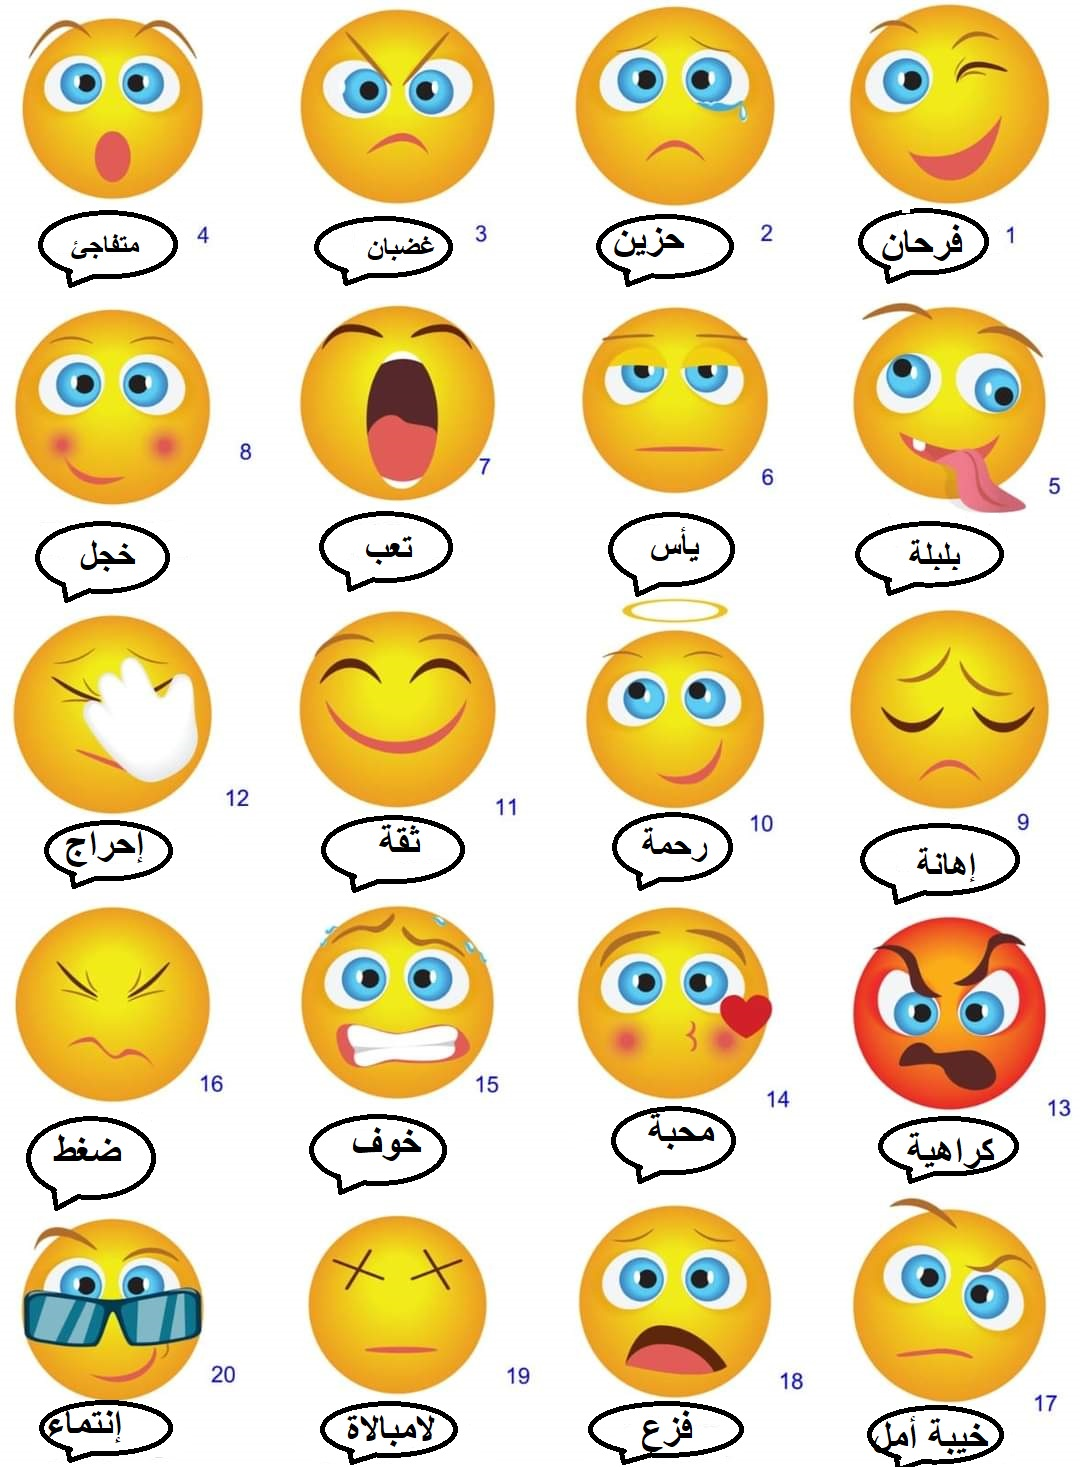 فرحان
1
حزين
2
غضبان
3
متفاجئ
4
بلبلة
5
يأس
6
تعب
7
خجل
8
إهانة
9
رحمة
10
ثقة
11
إحراج
12
كراهية
13
محبة
14
خوف
15
ضغط
16
خيبة أمل
17
فزع
18
لامبالاة
19
إنتماء
20